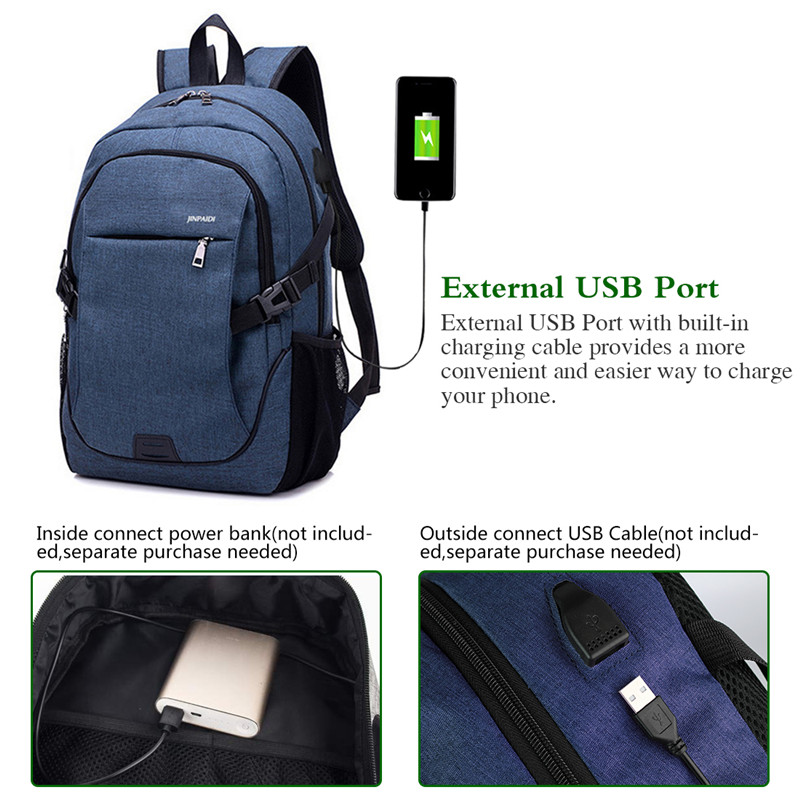 JINPAIDI
External USB Port
External USB Port with built-in
charging cable provides a more
convenient and easier way to charge
your phone.
Inside connect power bank(not includ-
ed,separate purchase needed)
Outside connect USB Cable(not includ-
ed,separate purchase needed)